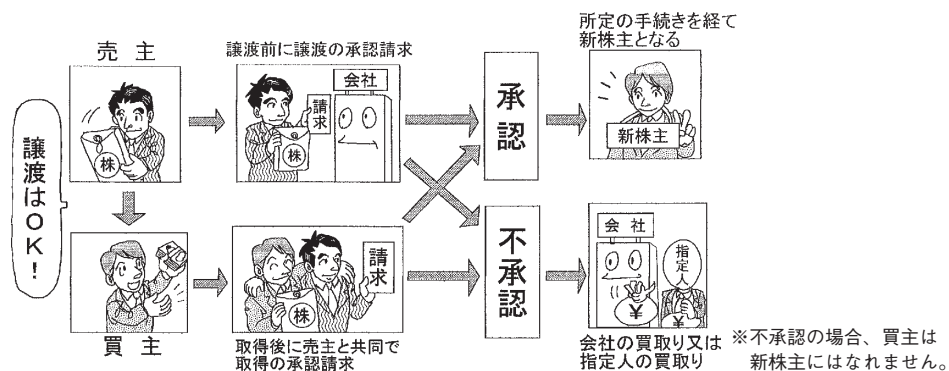 売主
譲渡はOK！
株
譲渡前に譲渡の承認請求
会社
請求
株
承認
所定の手続きを経て
新株主となる
新株主
買主
請求
株
取得後に売主と共同で
取得の承認請求
不承認
会社
指定人
¥
¥
会社の買取り又は
指定人の買取り
※不承認の場合、買主は
新株主にはなれません。